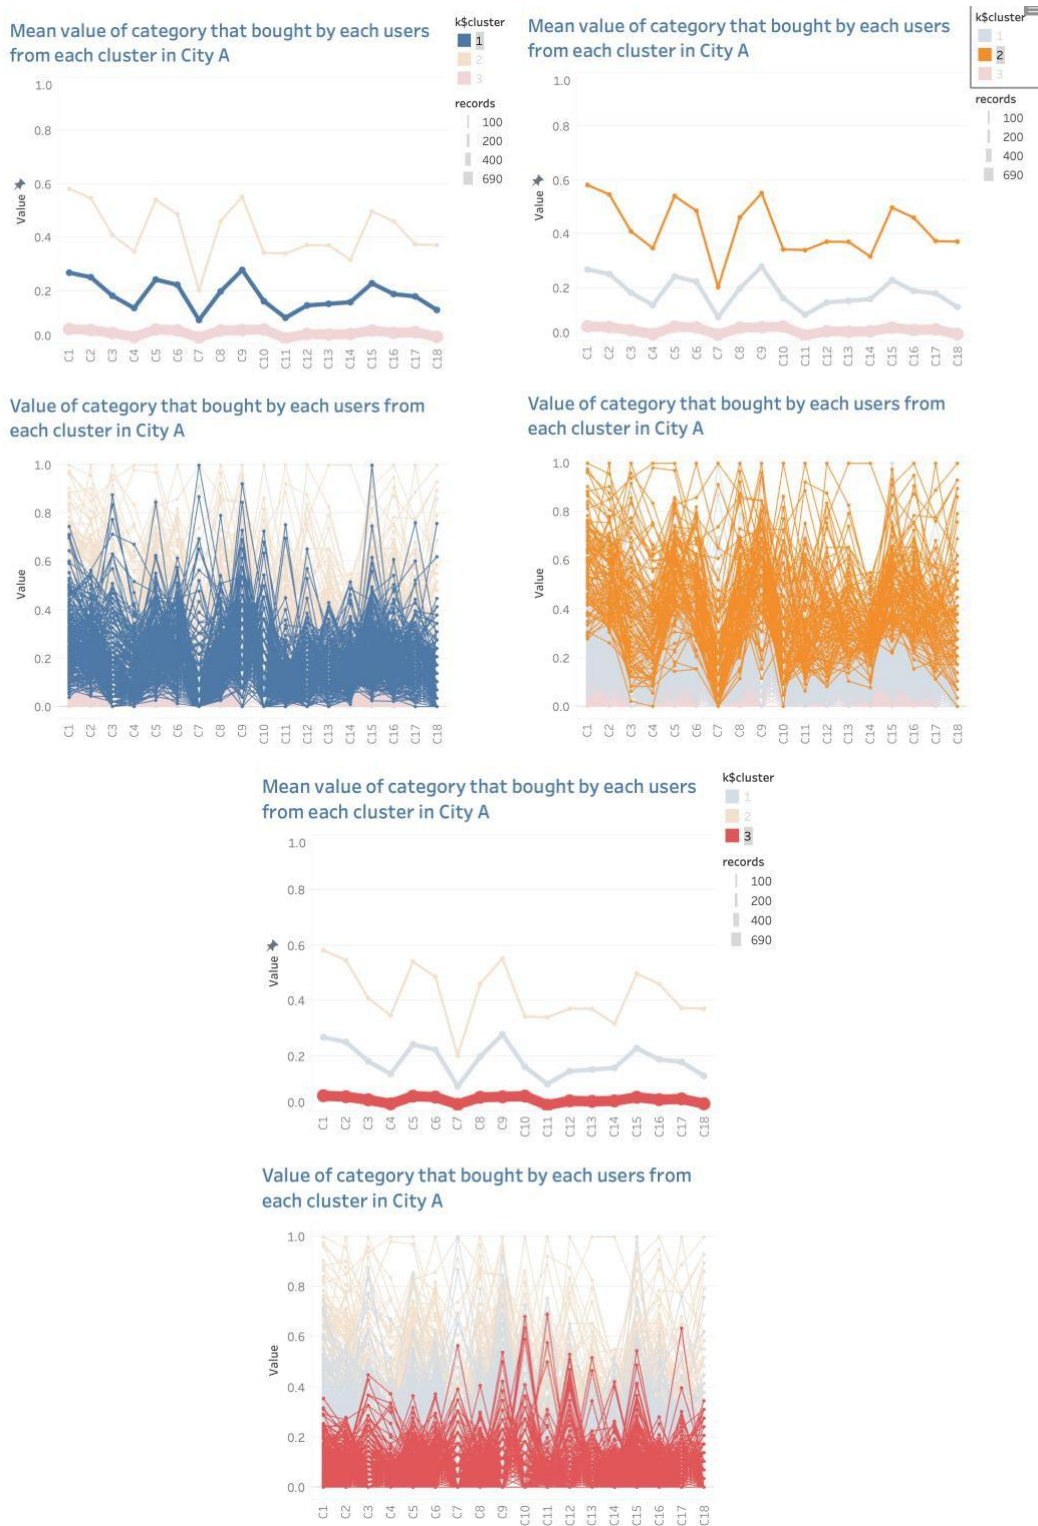 Mean value of category that bought by each users
from each cluster in City A
k$cluster
1
2
3
records
100
200
400
690
1.0
0.8
0.6
0.4
0.2
0.0
Value
C1 C2 C3 C4 C5 C6 C7 C8 C9 C10 C11 C12 C13 C14 C15 C16 C17 C18
Value of category that bought by each users from
each cluster in City A
1.0
0.8
0.6
0.4
0.2
0.0
Value
C1 C2 C3 C4 C5 C6 C7 C8 C9 C10 C11 C12 C13 C14 C15 C16 C17 C18
Mean value of category that bought by each users
from each cluster in City A
k$cluster
1
2
3
records
100
200
400
690
1.0
0.8
0.6
0.4
0.2
0.0
Value
C1 C2 C3 C4 C5 C6 C7 C8 C9 C10 C11 C12 C13 C14 C15 C16 C17 C18
Value of category that bought by each users from
each cluster in City A
1.0
0.8
0.6
0.4
0.2
0.0
Value
C1 C2 C3 C4 C5 C6 C7 C8 C9 C10 C11 C12 C13 C14 C15 C16 C17 C18
Mean value of category that bought by each users
from each cluster in City A
k$cluster
1
2
3
records
100
200
400
690
1.0
0.8
0.6
0.4
0.2
0.0
Value
C1 C2 C3 C4 C5 C6 C7 C8 C9 C10 C11 C12 C13 C14 C15 C16 C17 C18
Value of category that bought by each users from
each cluster in City A
1.0
0.8
0.6
0.4
0.2
0.0
Value
C1 C2 C3 C4 C5 C6 C7 C8 C9 C10 C11 C12 C13 C14 C15 C16 C17 C18